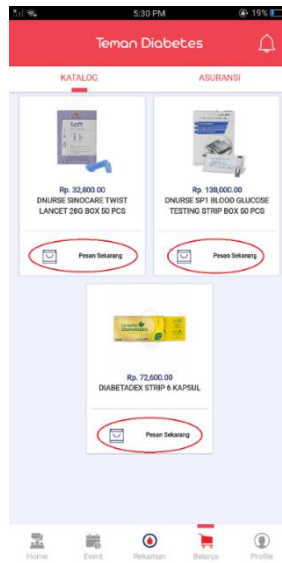 5:30 PM
19%
Teman Diabetes
KATALOG
ASURANSI
Soft
Rp. 32,800.00
DNURSE SINOCARE TWIST
LANCET 28G BOX 50 PCS
Pesan Sekarang
Rp. 138,000.00
DNURSE SP1 BLOOD GLUCOSE
TESTING STRIP BOX 50 PCS
Pesan Sekarang
Rp. 72,600.00
DIABETADEX STRIP 6 KAPSUL
Pesan Sekarang
Home
Event
Rekaman
Belanja
Profile